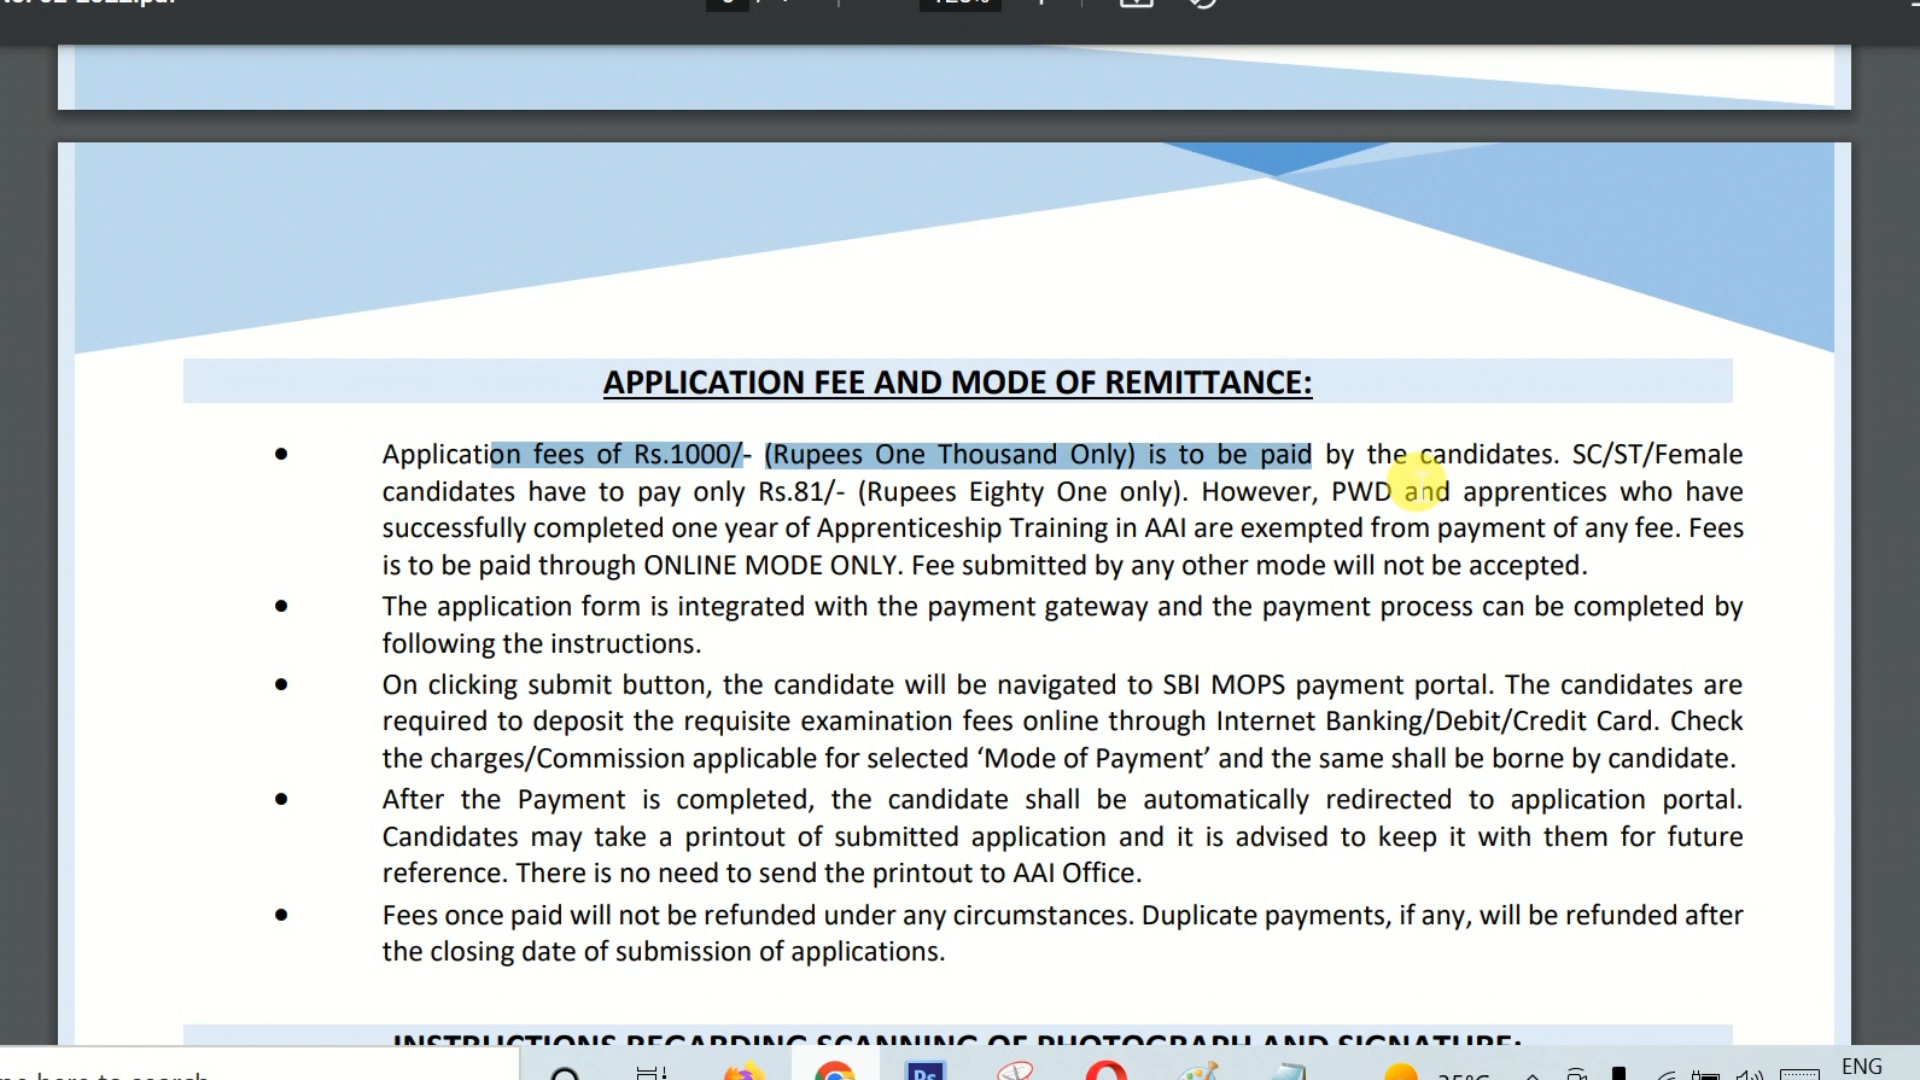 APPLICATION FEE AND MODE OF REMITTANCE:
• Application fees of Rs.1000/- (Rupees One Thousand Only) is to be paid by the candidates. SC/ST/Female
candidates have to pay only Rs.81/- (Rupees Eighty One only). However, PWD and apprentices who have
successfully completed one year of Apprenticeship Training in AAI are exempted from payment of any fee. Fees
is to be paid through ONLINE MODE ONLY. Fee submitted by any other mode will not be accepted.
• The application form is integrated with the payment gateway and the payment process can be completed by
following the instructions.
• On clicking submit button, the candidate will be navigated to SBI MOPS payment portal. The candidates are
required to deposit the requisite examination fees online through Internet Banking/Debit/Credit Card. Check
the charges/Commission applicable for selected ‘Mode of Payment’ and the same shall be borne by candidate.
• After the Payment is completed, the candidate shall be automatically redirected to application portal.
Candidates may take a printout of submitted application and it is advised to keep it with them for future
reference. There is no need to send the printout to AAI Office.
• Fees once paid will not be refunded under any circumstances. Duplicate payments, if any, will be refunded after
the closing date of submission of applications.
INSTRUCTIONS REGARDING SCANNING OF PHOTOGRAPH AND SIGNATURE:
here to search
Ps
ENG